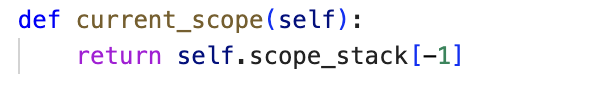 def current_scope(self):
    return self.scope_stack[-1]